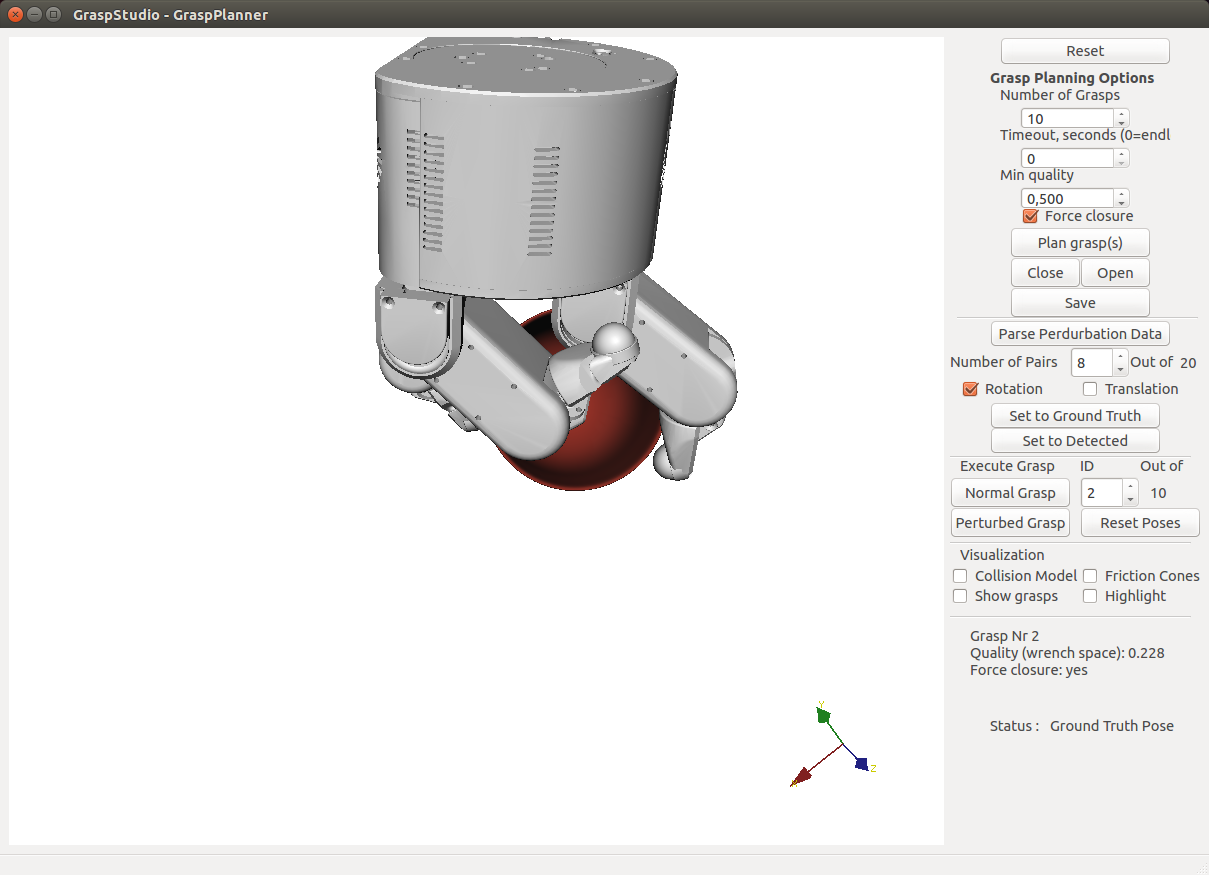 GraspStudio - GraspPlanner
Reset
Grasp Planning Options
Number of Grasps
10
Timeout, seconds (0=endl
0
Min quality
0,500
Force closure
Plan grasp(s)
Close Open
Save
Parse Perdurbation Data
Number of Pairs 8 Out of 20
Rotation Translation
Set to Ground Truth
Set to Detected
Execute Grasp ID Out of
Normal Grasp 2 10
Perturbed Grasp Reset Poses
Visualization
Collision Model Friction Cones
Show grasps Highlight
Grasp Nr 2
Quality (wrench space): 0.228
Force closure: yes
Y
Status : Ground Truth Pose
Z